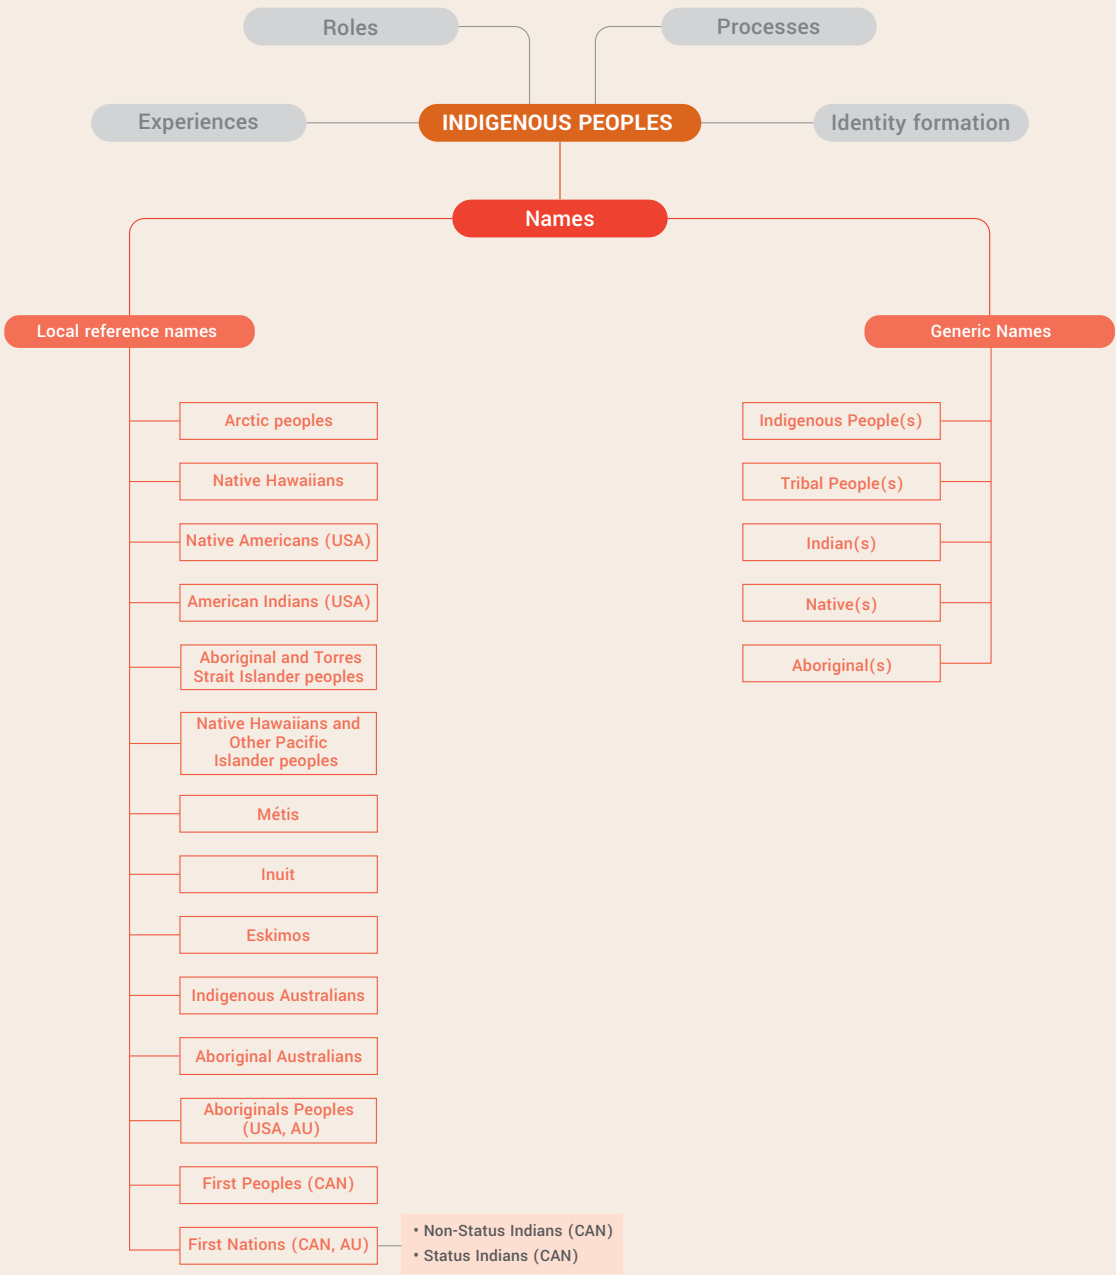 Roles
Processes
Experiences
INDIGENOUS PEOPLES
Identity formation
Names
Local reference names
Generic Names
Arctic peoples
Native Hawaiians
Native Americans (USA)
American Indians (USA)
Aboriginal and Torres
Strait Islander peoples
Native Hawaiians and
Other Pacific
Islander peoples
Métis
Inuit
Eskimos
Indigenous Australians
Aboriginal Australians
Aboriginals Peoples
(USA, AU)
First Peoples (CAN)
First Nations (CAN, AU)
• Non-Status Indians (CAN)
• Status Indians (CAN)
Indigenous People(s)
Tribal People(s)
Indian(s)
Native(s)
Aboriginal(s)